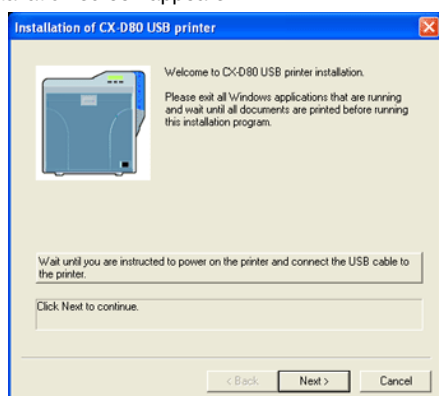 Installation of CX-D80 USB printer
Welcome to CX-D80 USB printer installation.
Please exit all Windows applications that are running
and wait until all documents are printed before running
this installation program.
Wait until you are instructed to power on the printer and connect the USB cable to
the printer.
Click Next to continue.
< Back
Next >
Cancel